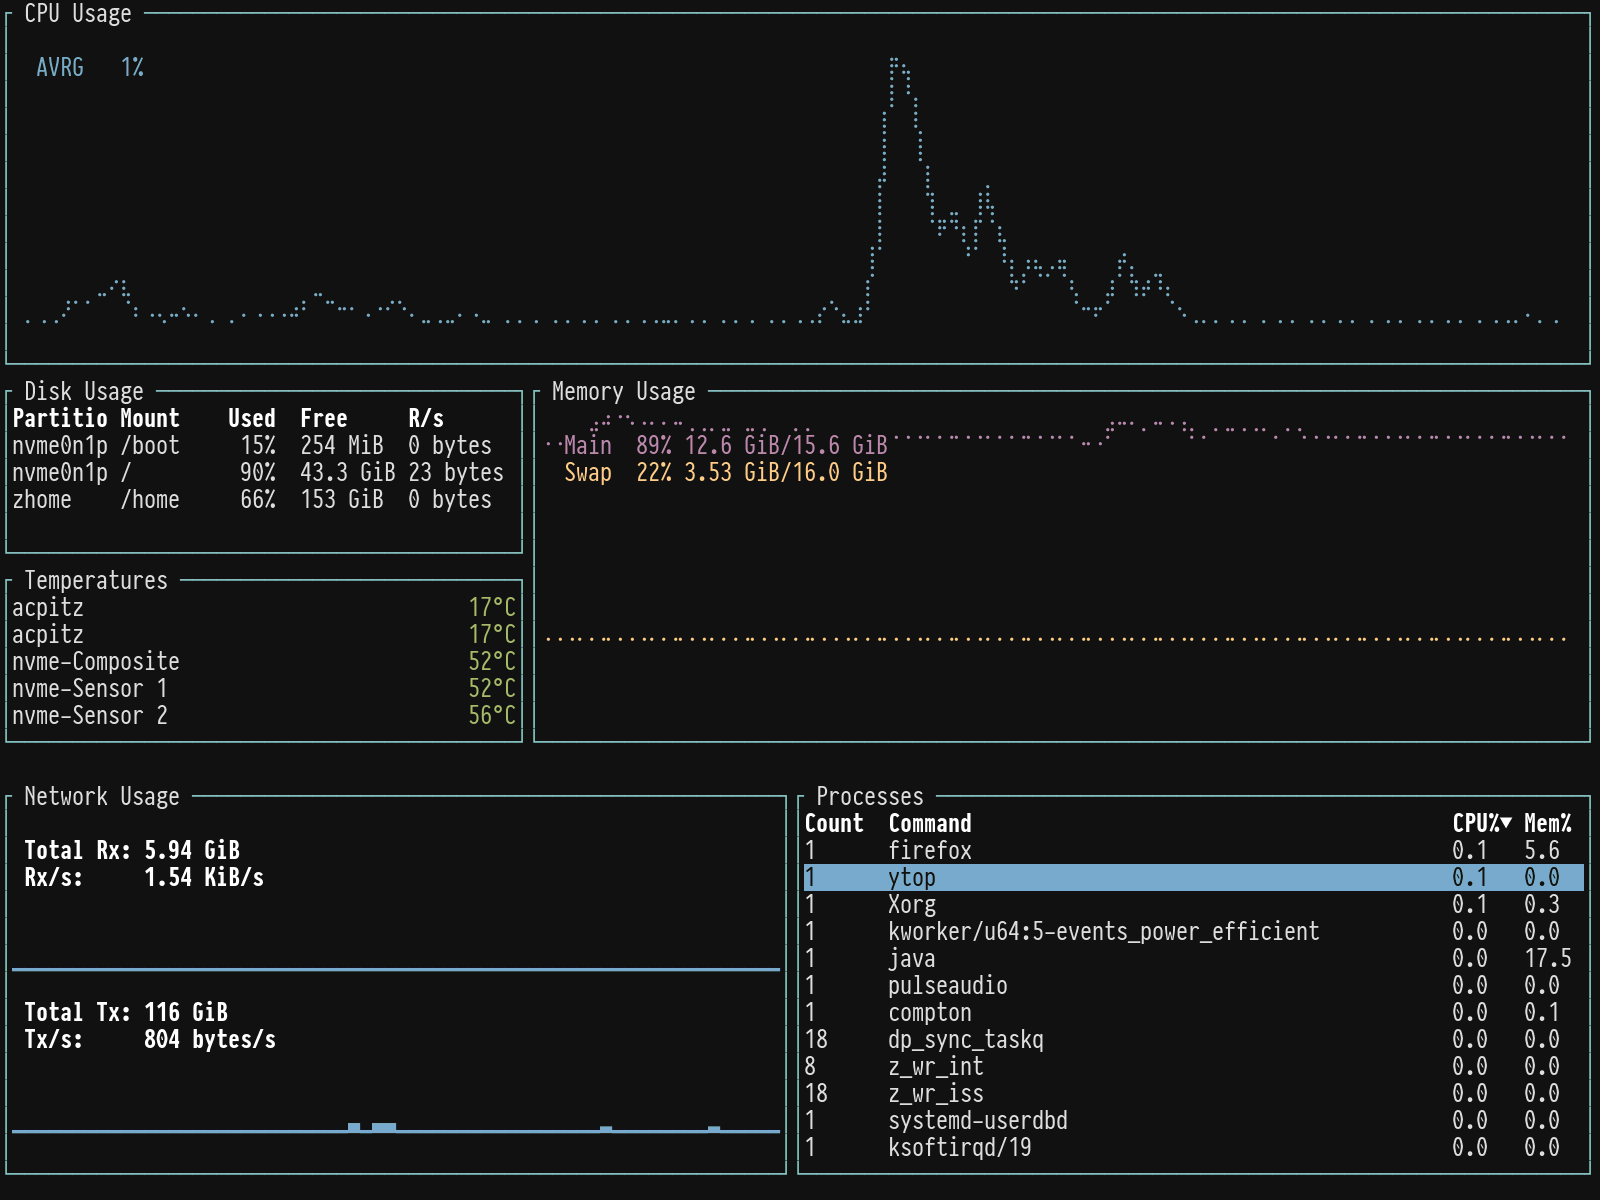 CPU Usage
AVRG 1%
Disk Usage
Partitio Mount Used Free R/s
nvme0n1p /boot 15% 254 MiB 0 bytes
nvme0n1p / 90% 43.3 GiB 23 bytes
zhome /home 66% 153 GiB 0 bytes
Memory Usage
Main 89% 12.6 GiB/15.6 GiB
Swap 22% 3.53 GiB/16.0 GiB
Temperatures
acpitz 17°C
acpitz 17°C
nvme-Composite 52°C
nvme-Sensor 1 52°C
nvme-Sensor 2 56°C
Network Usage
Total Rx: 5.94 GiB
Rx/s: 1.54 KiB/s
Total Tx: 116 GiB
Tx/s: 804 bytes/s
Processes
Count Command CPU%▼ Mem%
1 firefox 0.1 5.6
1 ytop 0.1 0.0
1 Xorg 0.1 0.3
1 kworker/u64:5-events_power_efficient 0.0 0.0
1 java 0.0 17.5
1 pulseaudio 0.0 0.0
1 compton 0.0 0.1
18 dp_sync_taskq 0.0 0.0
8 z_wr_int 0.0 0.0
18 z_wr_iss 0.0 0.0
1 systemd-userdbd 0.0 0.0
1 ksoftirqd/19 0.0 0.0